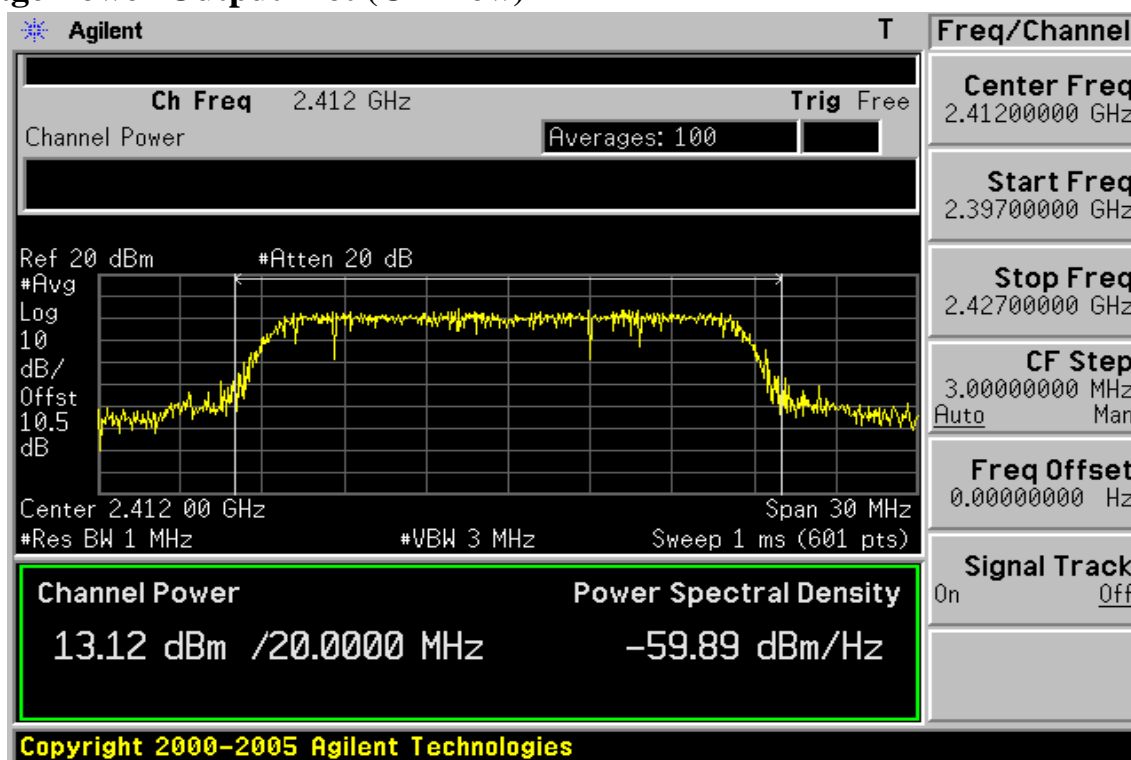 Agilent T
Ch Freq 2.412 GHz Trig Free
Channel Power Averages: 100
Ref 20 dBm #Atten 20 dB
#Avg
Log
10
dB/
Offst
10.5
dB
Center 2.412 00 GHz Span 30 MHz
#Res BW 1 MHz #VBW 3 MHz Sweep 1 ms (601 pts)
Channel Power Power Spectral Density
13.12 dBm /20.0000 MHz -59.89 dBm/Hz
Copyright 2000-2005 Agilent Technologies
Freq/Channel
Center Freq
2.41200000 GHz
Start Freq
2.39700000 GHz
Stop Freq
2.42700000 GHz
CF Step
3.00000000 MHz
Auto Man
Freq Offset
0.00000000 Hz
Signal Track
On Off